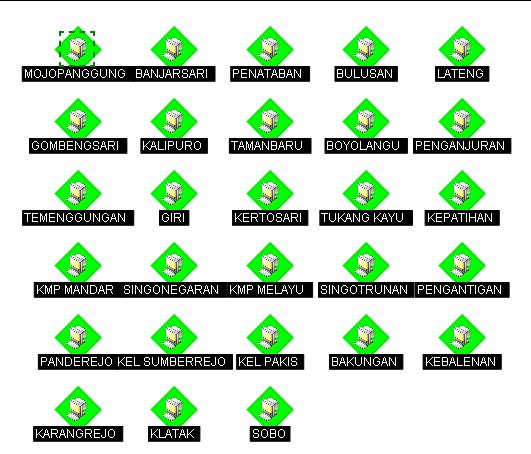 MOJOPANGGUNG BANJARSARI PENATABAN BULUSAN LATENG
GOMBENGSARI KALIPURO TAMANBARU BOYOLANGU PENGANJURAN
TEMENGGUNGAN GIRI KERTOSARI TUKANG KAYU KEPATIHAN
KMP MANDAR SINGONEGARAN KMP MELAYU SINGOTRUNAN PENGANTIGAN
PANDEREJO KEL SUMBERREJO KEL PAKIS BAKUNGAN KEBALENAN
KARANGREJO KLATAK SOBO